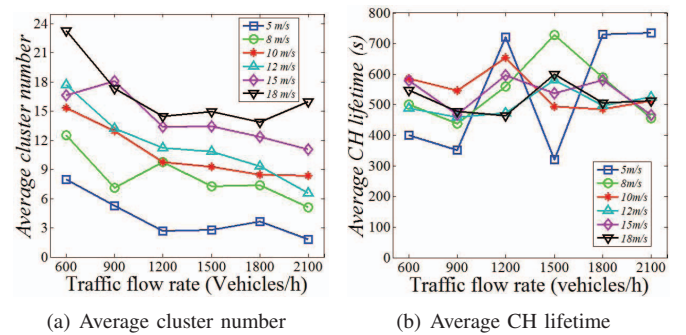 Average cluster number
24
21
18
15
12
9
6
3
0
5 m/s
8 m/s
10 m/s
12 m/s
15 m/s
18 m/s
600 900 1200 1500 1800 2100
Traffic flow rate (Vehicles/h)
(a) Average cluster number
Average CH lifetime (s)
800
700
600
500
400
300
200
100
0
5m/s
8m/s
10m/s
12m/s
15m/s
18m/s
600 900 1200 1500 1800 2100
Traffic flow rate (Vehicles/h)
(b) Average CH lifetime